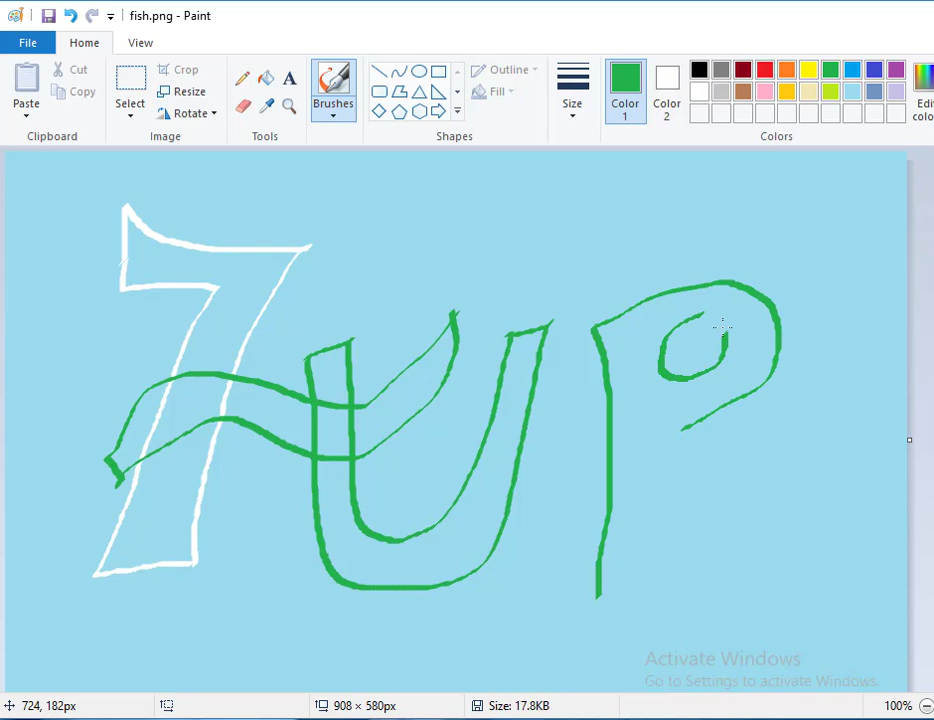 fish.png - Paint
File Home View
Paste
Cut
Copy
Clipboard
Select
Crop
Resize
Rotate
Image
Tools
Brushes
Outline
Fill
Shapes
Size
Color 1
Color 2
Colors
7UP
Activate Windows
Go to Settings to activate Windows.
724, 182px
908 × 580px
Size: 17.8KB
100%